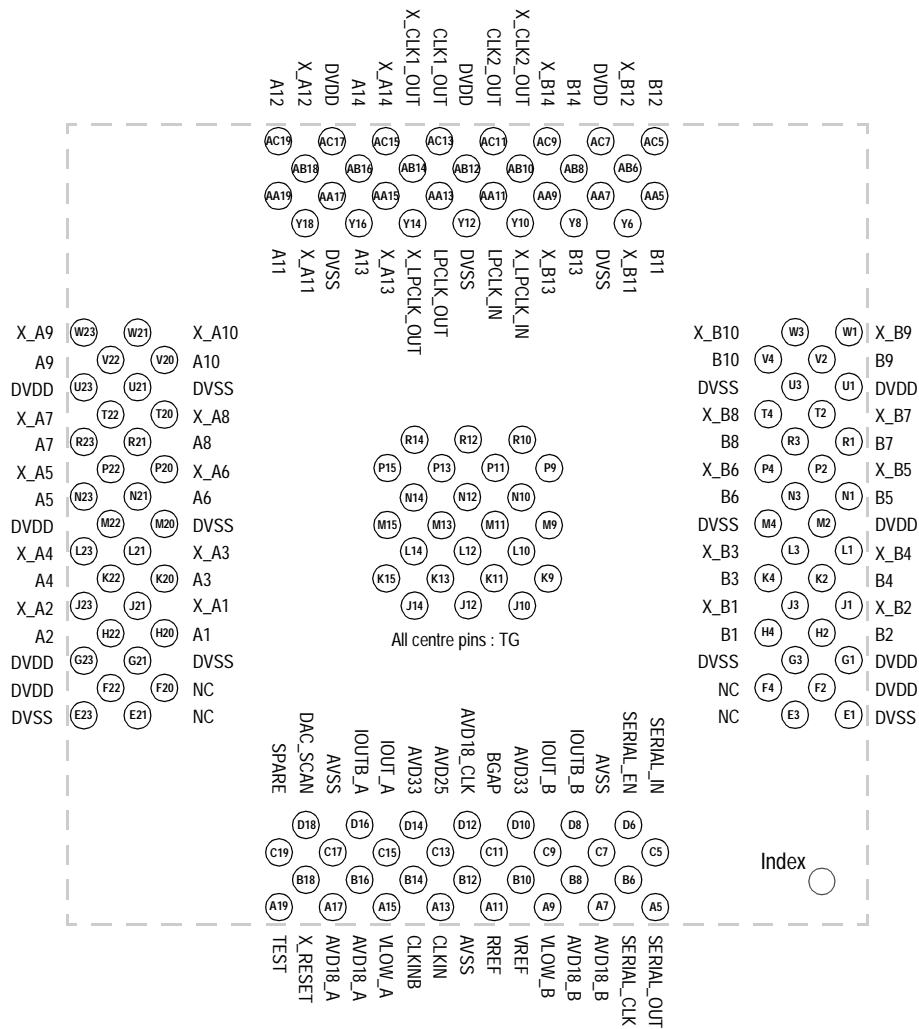 A12 X_A12 DVDD A14 X_A14 X_CLK1_OUT CLK1_OUT DVDD CLK2_OUT X_CLK2_OUT X_B14 B14 DVDD X_B12 B12
AC19 AC17 AC15 AC13 AC11 AC9 AC7 AC5
AB18 AB16 AB14 AB12 AB10 AB8 AB6
AA19 AA17 AA15 AA13 AA11 AA9 AA7 AA5
Y18 Y16 Y14 Y12 Y10 Y8 Y6
A11 X_A11 DVSS A13 X_A13 X_LPCLK_OUT LPCLK_OUT DVSS LPCLK_IN X_LPCLK_IN X_B13 B13 DVSS X_B11 B11
X_A9 W23 W21 X_A10
A9 V22 V20 A10
DVDD U23 U21 DVSS
X_A7 T22 T20 X_A8
A7 R23 R21 A8
X_A5 P22 P20 X_A6
A5 N23 N21 A6
DVDD M22 M20 DVSS
X_A4 L23 L21 X_A3
A4 K22 K20 A3
X_A2 J23 J21 X_A1
A2 H22 H20 A1
DVDD G23 G21 DVSS
DVDD F22 F20 NC
DVSS E23 E21 NC
R14 R12 R10
P15 P13 P11 P9
N14 N12 N10
M15 M13 M11 M9
L14 L12 L10
K15 K13 K11 K9
J14 J12 J10
All centre pins : TG
X_B10 W3 W1 X_B9
B10 V4 V2 B9
DVSS U3 U1 DVDD
X_B8 T4 T2 X_B7
B8 R3 R1 B7
X_B6 P4 P2 X_B5
B6 N3 N1 B5
DVSS M4 M2 DVDD
X_B3 L3 L1 X_B4
B3 K4 K2 B4
X_B1 J3 J1 X_B2
B1 H4 H2 B2
DVSS G3 G1 DVDD
NC F4 F2 DVDD
NC E3 E1 DVSS
SPARE DAC_SCAN AVSS IOUTB_A IOUT_A AVD33 AVD25 AVD18_CLK BGAP AVD33 IOUT_B IOUTB_B AVSS SERIAL_EN SERIAL_IN
D18 D16 D14 D12 D10 D8 D6
C19 C17 C15 C13 C11 C9 C7 C5
B18 B16 B14 B12 B10 B8 B6
A19 A17 A15 A13 A11 A9 A7 A5
TEST X_RESET AVD18_A AVD18_A VLOW_A CLKINB CLKIN AVSS RREF VREF VLOW_B AVD18_B AVD18_B SERIAL_CLK SERIAL_OUT
Index